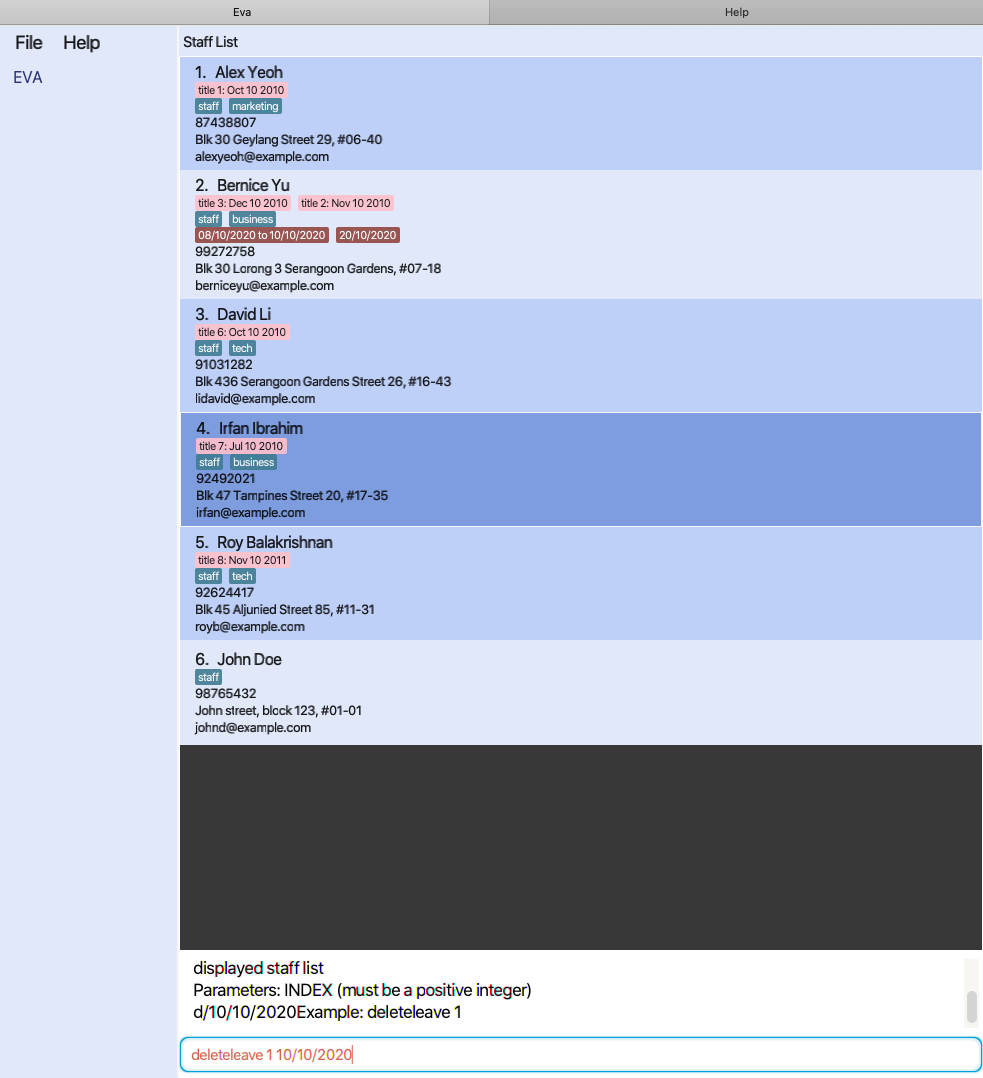 Eva Help
File Help
EVA
Staff List
1. Alex Yeoh
title 1: Oct 10 2010
staff marketing
87438807
Blk 30 Geylang Street 29, #06-40
alexyeoh@example.com
2. Bernice Yu
title 3: Dec 10 2010 title 2: Nov 10 2010
staff business
08/10/2020 to 10/10/2020 20/10/2020
99272758
Blk 30 Lorong 3 Serangoon Gardens, #07-18
berniceyu@example.com
3. David Li
title 6: Oct 10 2010
staff tech
91031282
Blk 436 Serangoon Gardens Street 26, #16-43
lidavid@example.com
4. Irfan Ibrahim
title 7: Jul 10 2010
staff business
92492021
Blk 47 Tampines Street 20, #17-35
irfan@example.com
5. Roy Balakrishnan
title 8: Nov 10 2011
staff tech
92624417
Blk 45 Aljunied Street 85, #11-31
royb@example.com
6. John Doe
staff
98765432
John street, block 123, #01-01
johnd@example.com
displayed staff list
Parameters: INDEX (must be a positive integer)
d/10/10/2020Example: deleteleave 1
deleteleave 1 10/10/2020